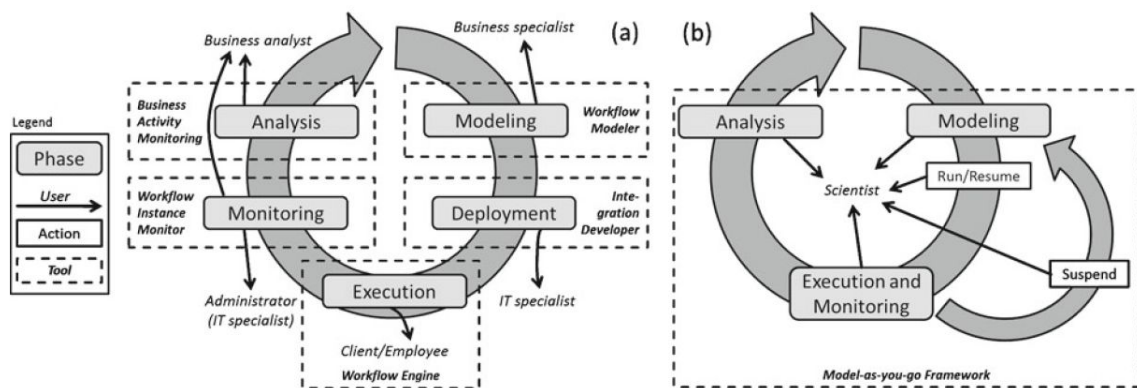 Business analyst
Business specialist
(a)
(b)
Legend
Phase
User
Action
Tool
Business
Activity
Monitoring
Analysis
Modeling
Workflow
Modeler
Workflow
Instance
Monitor
Monitoring
Deployment
Inte-
gration
Developer
Execution
Administrator
(IT specialist)
IT specialist
Client/Employee
Workflow Engine
Analysis
Modeling
Scientist
Run/Resume
Suspend
Execution and
Monitoring
Model-as-you-go Framework